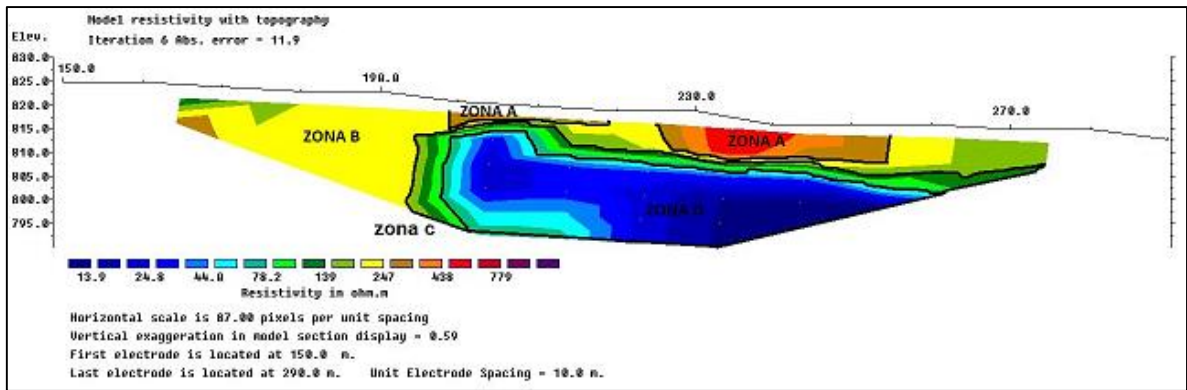 Model resistivity with topography
Elev. Iteration 6 Abs. error = 11.9
830.0
150.0
825.0
190.0
820.0
230.0
ZONA A
815.0
270.0
ZONA B
ZONA A
810.0
805.0
800.0
795.0
ZONA C
13.9 24.8 44.0 78.2 139 247 438 779
Resistivity in ohm.m
Horizontal scale is 87.00 pixels per unit spacing
Vertical exaggeration in model section display = 0.59
First electrode is located at 150.0 m.
Last electrode is located at 290.0 m. Unit Electrode Spacing = 10.0 m.